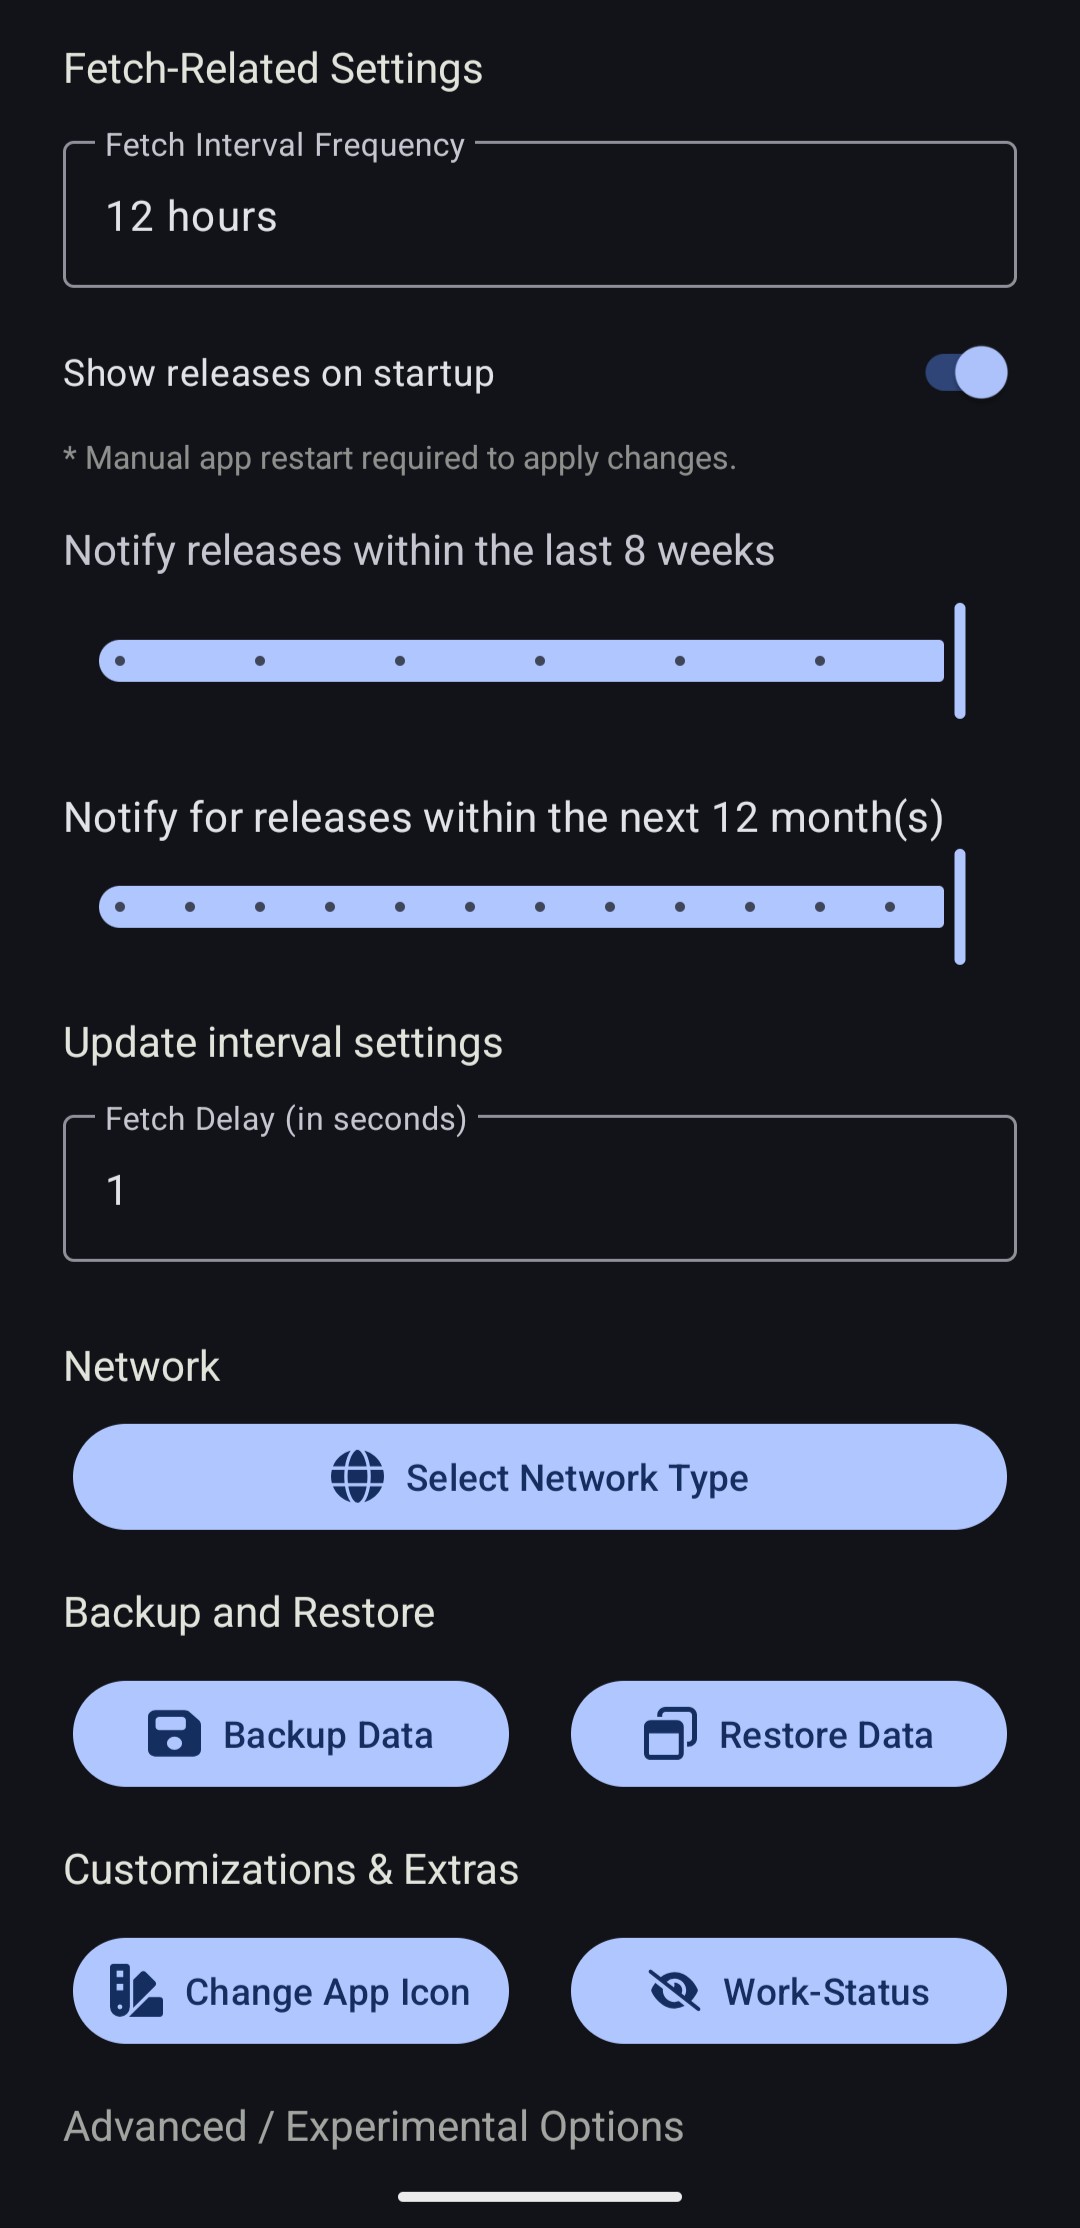 Fetch-Related Settings
Fetch Interval Frequency
12 hours
Show releases on startup
* Manual app restart required to apply changes.
Notify releases within the last 8 weeks
Notify for releases within the next 12 month(s)
Update interval settings
Fetch Delay (in seconds)
1
Network
Select Network Type
Backup and Restore
Backup Data
Restore Data
Customizations & Extras
Change App Icon
Work-Status
Advanced / Experimental Options